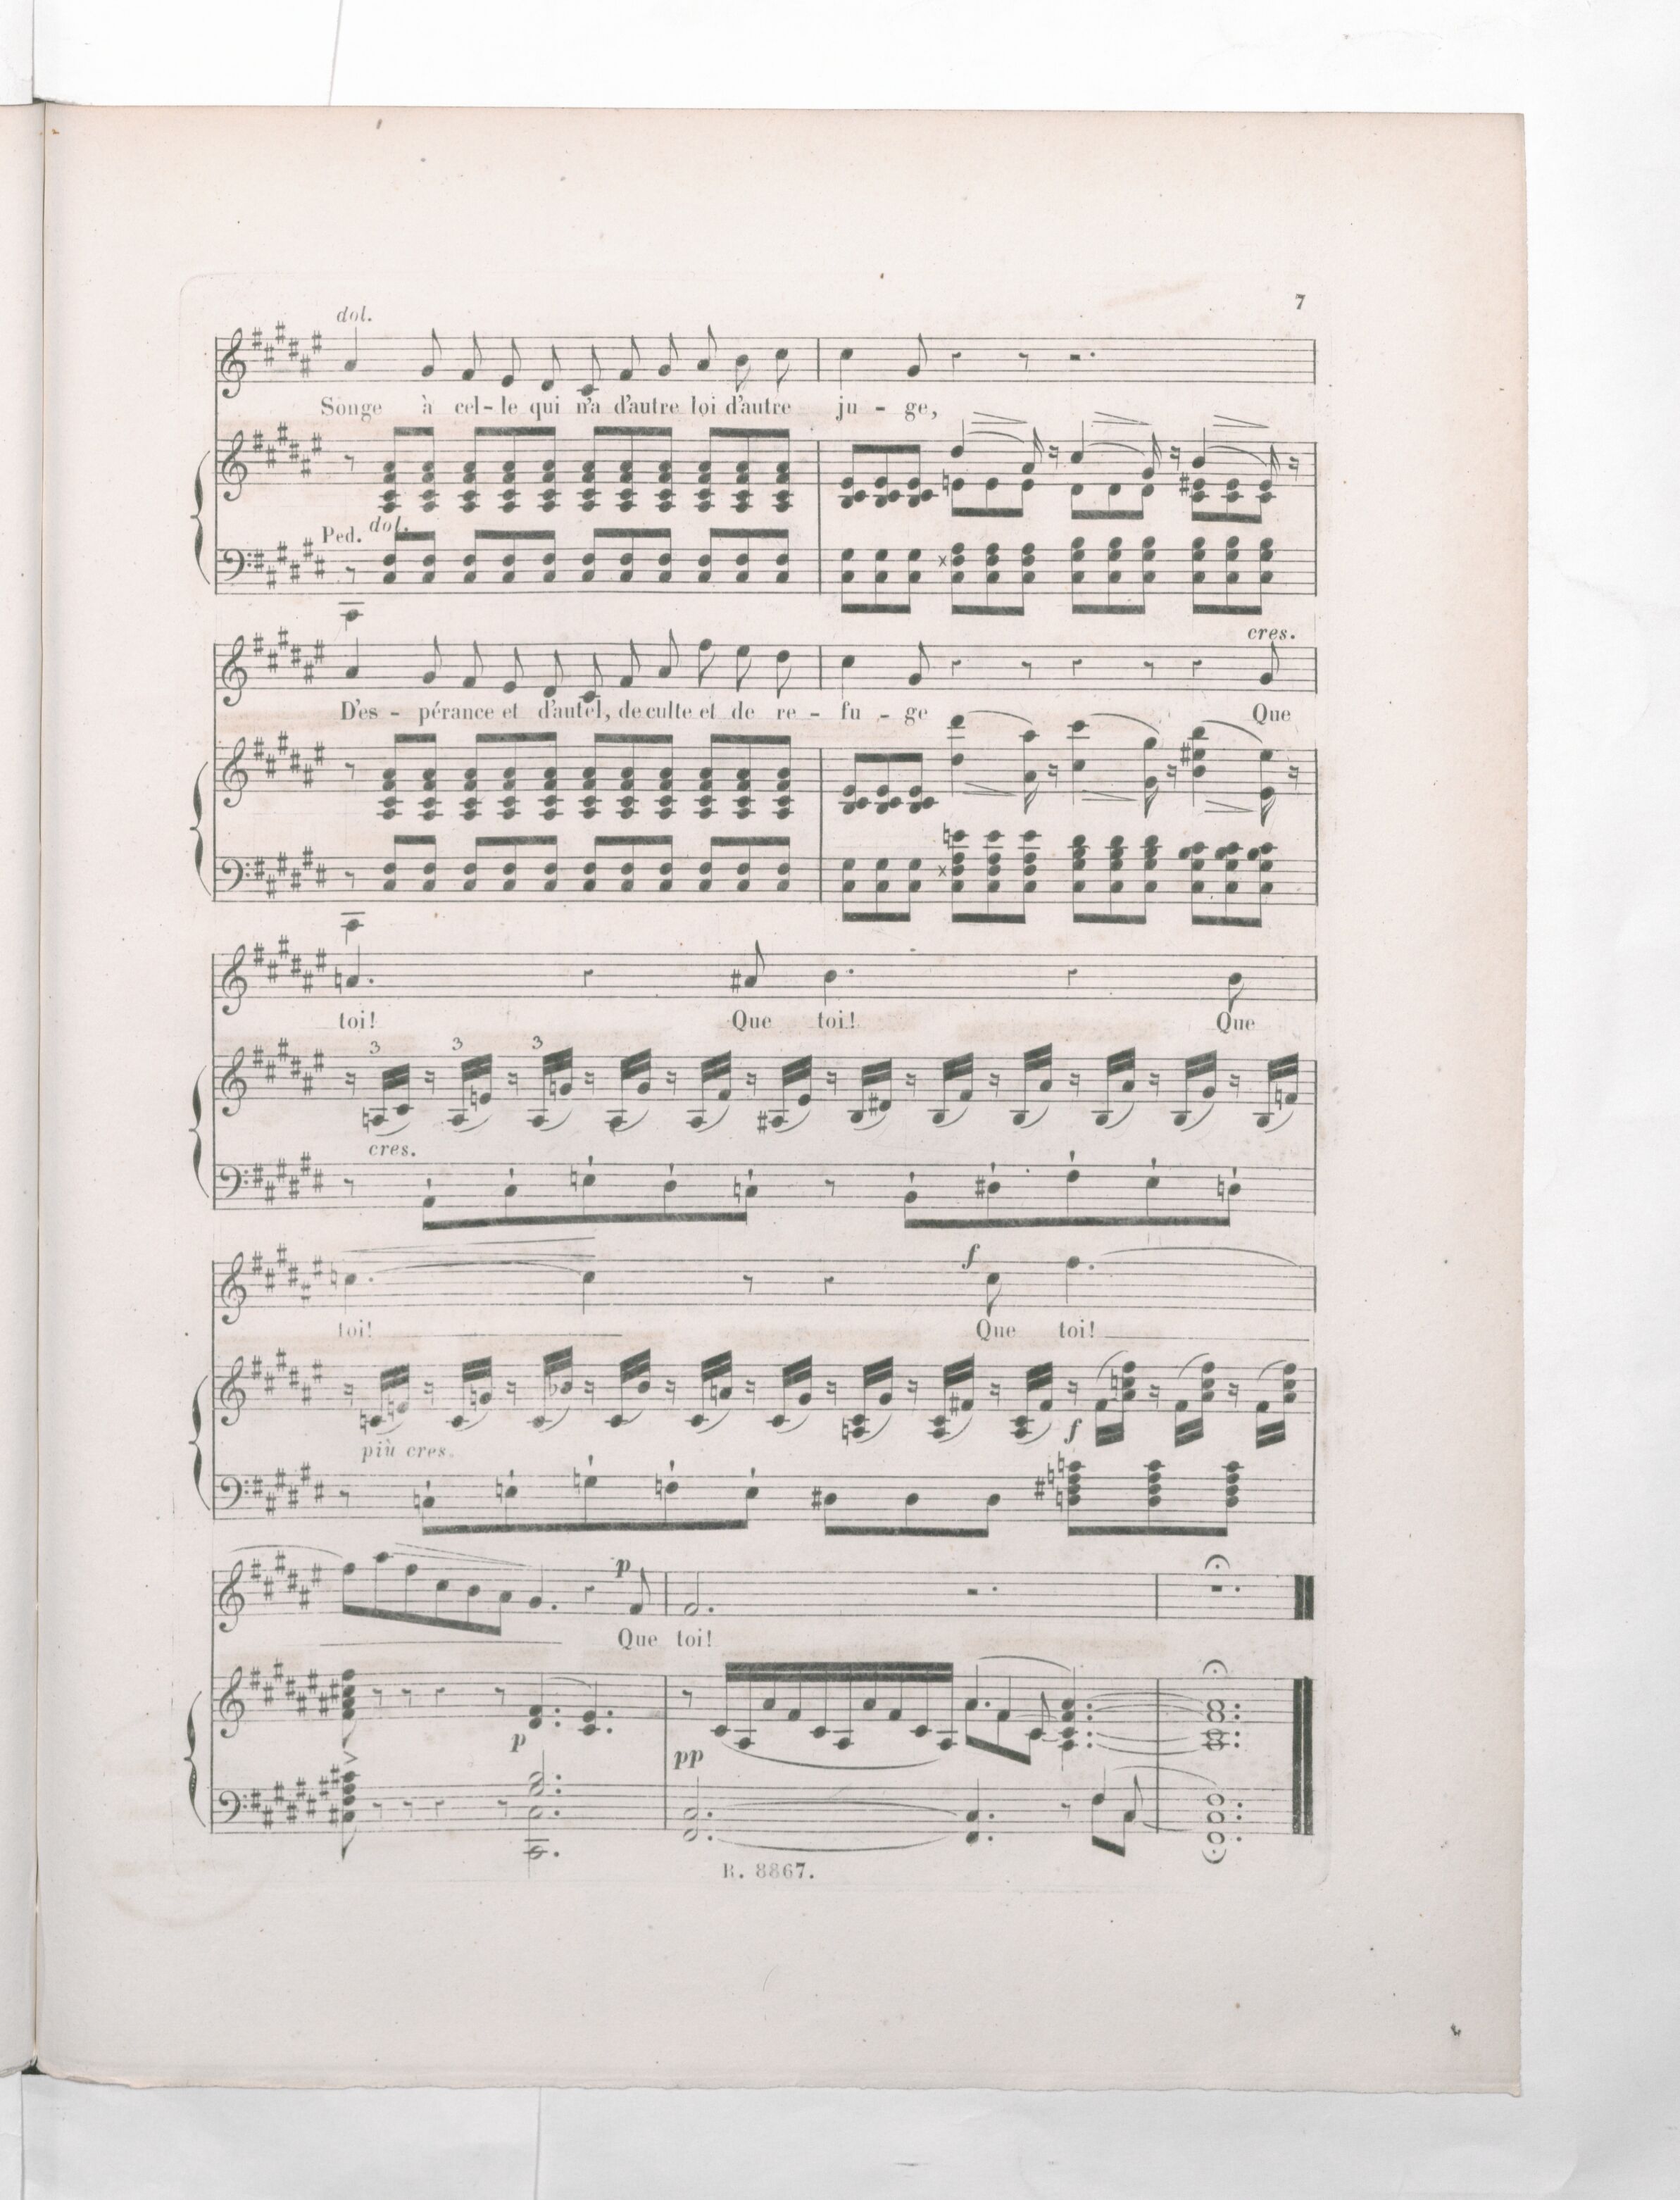 7
dol.
Songe à cel-le qui n'a d'autre loi d'autre ju - ge,
Ped. dol.
cres.
D'es - pérance et d'autel, de culte et de re - fu - ge Que
toi! Que toi! Que
3 3 3
cres.
f
toi! Que toi!
più cres. f
p
Que toi!
p pp
R. 8867.